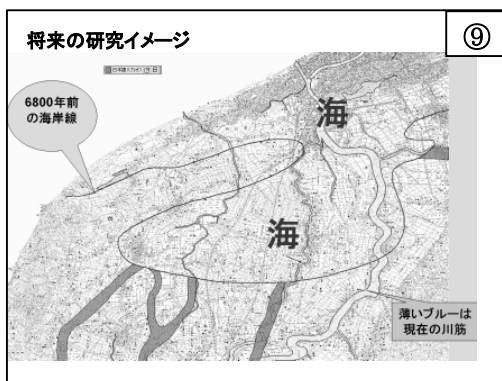 将来の研究イメージ
⑨
6800年前
の海岸線
海
海
薄いブルーは
現在の川筋